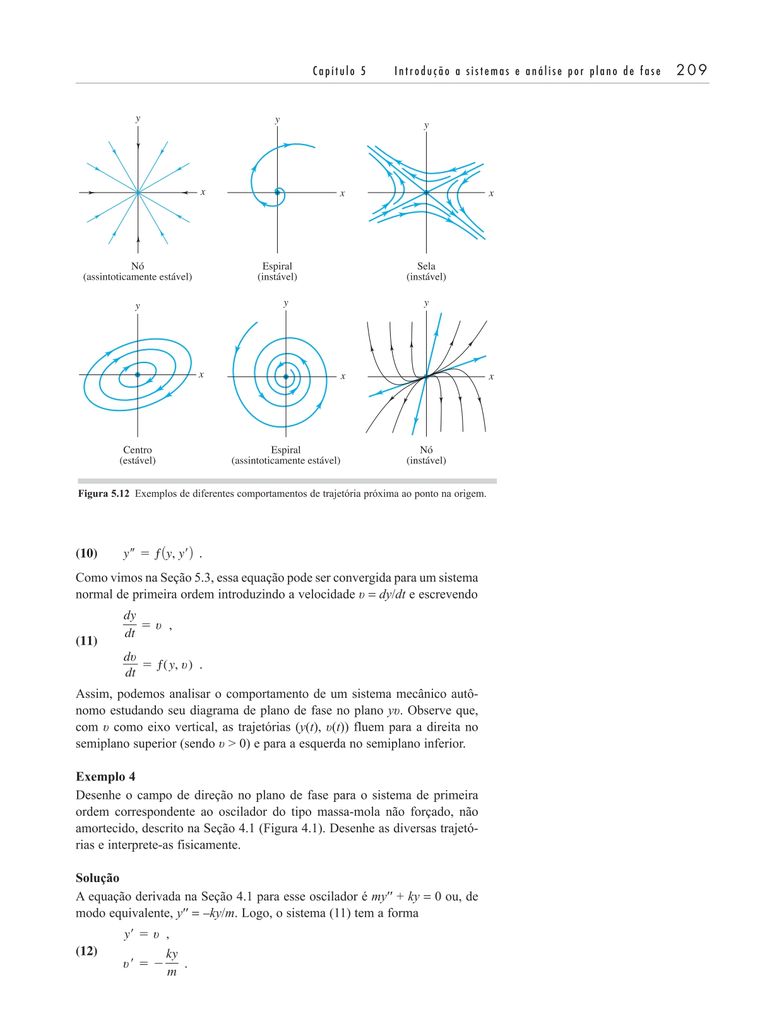 Capítulo 5 Introdução a sistemas e análise por plano de fase 209
y y y
x x x
Nó Espiral Sela
(assintoticamente estável) (instável) (instável)
y y y
x x x
Centro Espiral Nó
(estável) (assintoticamente estável) (instável)
Figura 5.12 Exemplos de diferentes comportamentos de trajetória próxima ao ponto na origem.
(10) y″ = f(y, y′) .
Como vimos na Seção 5.3, essa equação pode ser convergida para um sistema
normal de primeira ordem introduzindo a velocidade υ = dy/dt e escrevendo
dy/dt = υ ,
(11)
dυ/dt = f(y, υ) .
Assim, podemos analisar o comportamento de um sistema mecânico autô-
nomo estudando seu diagrama de plano de fase no plano yυ. Observe que,
com υ como eixo vertical, as trajetórias (y(t), υ(t)) fluem para a direita no
semiplano superior (sendo υ > 0) e para a esquerda no semiplano inferior.
Exemplo 4
Desenhe o campo de direção no plano de fase para o sistema de primeira
ordem correspondente ao oscilador do tipo massa-mola não forçado, não
amortecido, descrito na Seção 4.1 (Figura 4.1). Desenhe as diversas trajetó-
rias e interprete-as fisicamente.
Solução
A equação derivada na Seção 4.1 para esse oscilador é my″ + ky = 0 ou, de
modo equivalente, y″ = –ky/m. Logo, o sistema (11) tem a forma
y′ = υ ,
(12)
υ′ = −ky/m .